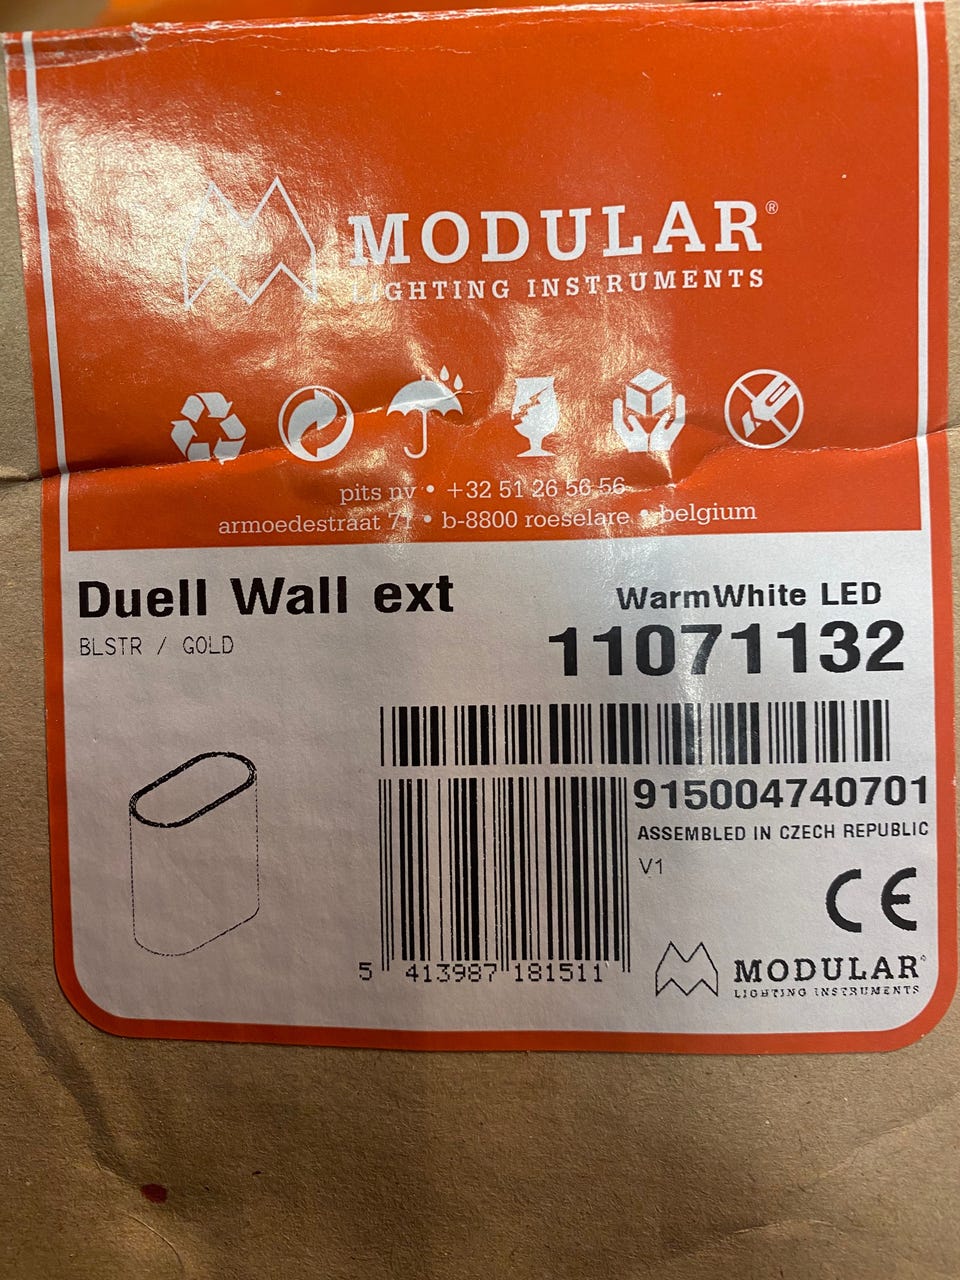 MODULAR®
LIGHTING INSTRUMENTS
pits nv • +32 51 26 56 56
armoedestraat 71 • b-8800 roeselare • belgium
Duell Wall ext
WarmWhite LED
BLSTR / GOLD
11071132
915004740701
ASSEMBLED IN CZECH REPUBLIC
V1
CE
5 413987 181511
MODULAR®
LIGHTING INSTRUMENTS